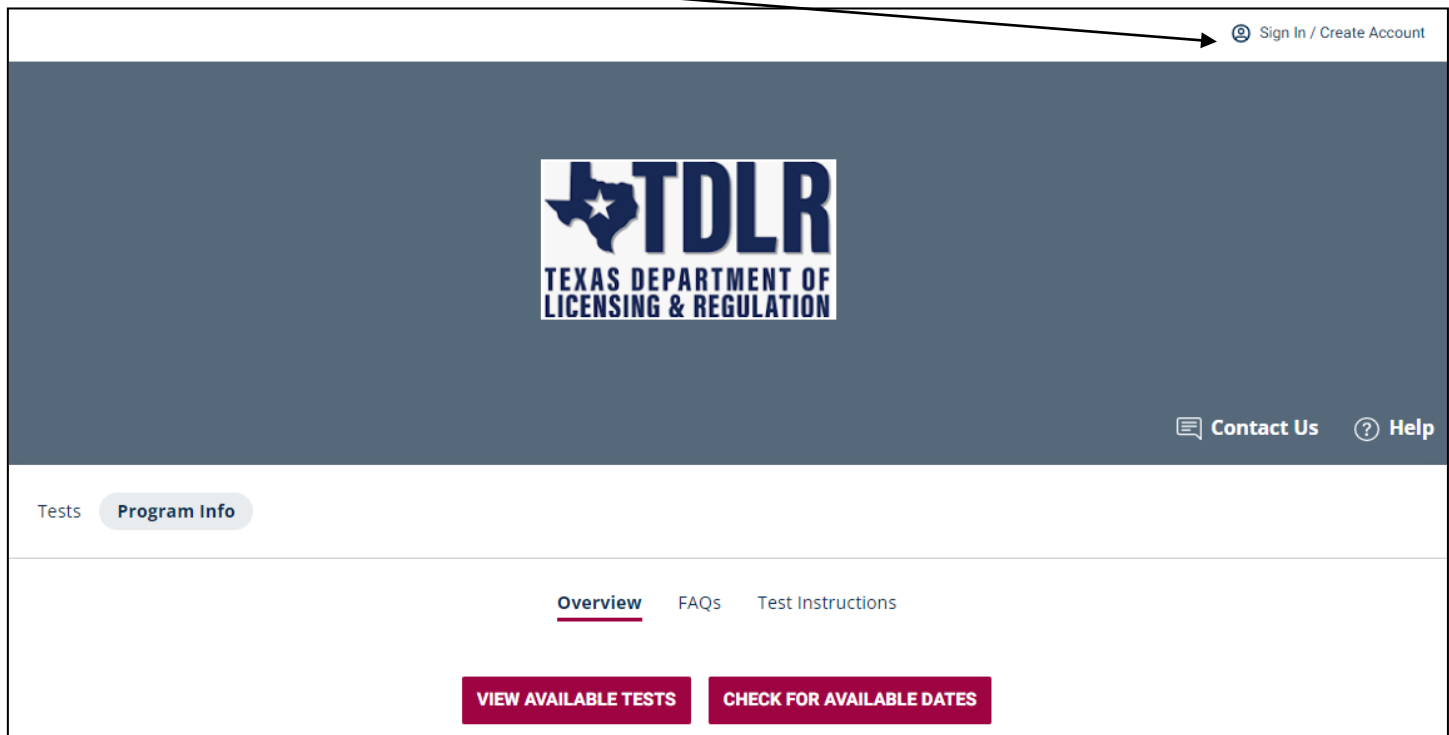 Sign In / Create Account
TDLR
TEXAS DEPARTMENT OF
LICENSING & REGULATION
Contact Us ? Help
Tests Program Info
Overview FAQs Test Instructions
VIEW AVAILABLE TESTS CHECK FOR AVAILABLE DATES